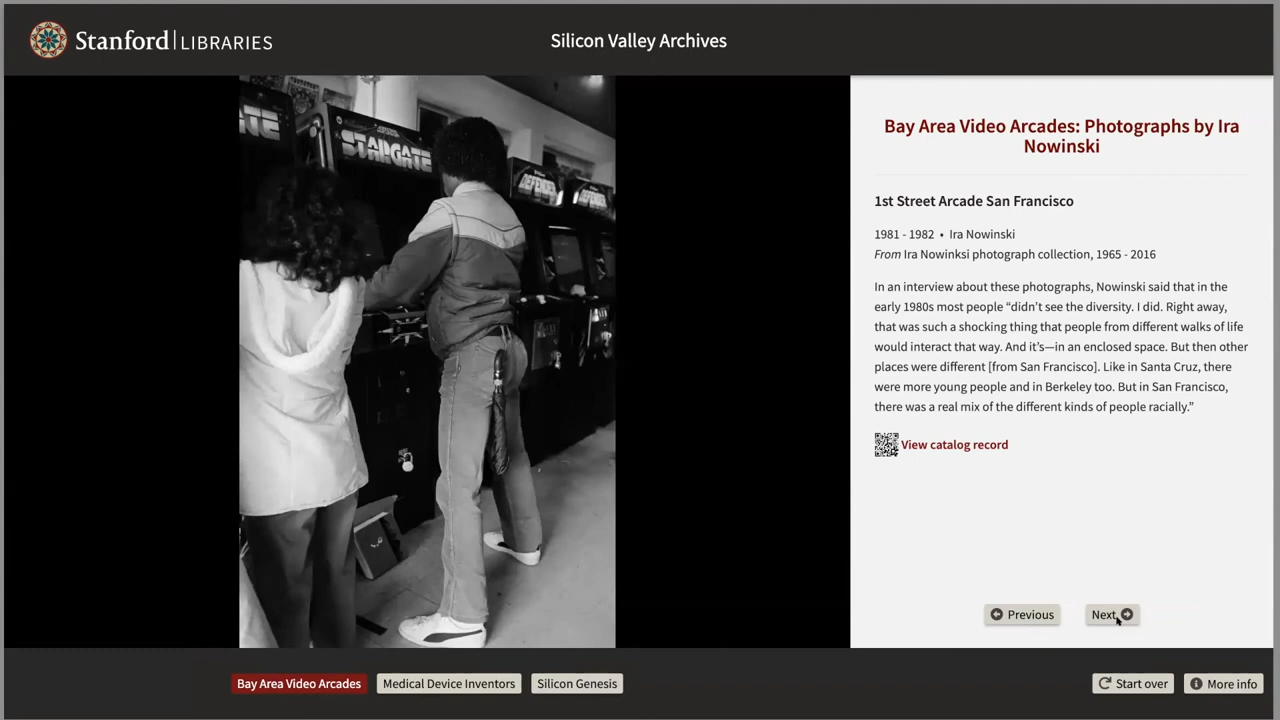 Stanford LIBRARIES
Silicon Valley Archives
STARGATE
DEFENDER
DEFENDER
Bay Area Video Arcades: Photographs by Ira
Nowinski
1st Street Arcade San Francisco
1981 - 1982 • Ira Nowinski
From Ira Nowinksi photograph collection, 1965 - 2016
In an interview about these photographs, Nowinski said that in the
early 1980s most people “didn’t see the diversity. I did. Right away,
that was such a shocking thing that people from different walks of life
would interact that way. And it’s—in an enclosed space. But then other
places were different [from San Francisco]. Like in Santa Cruz, there
were more young people and in Berkeley too. But in San Francisco,
there was a real mix of the different kinds of people racially.”
View catalog record
Previous Next
Bay Area Video Arcades Medical Device Inventors Silicon Genesis Start over More info